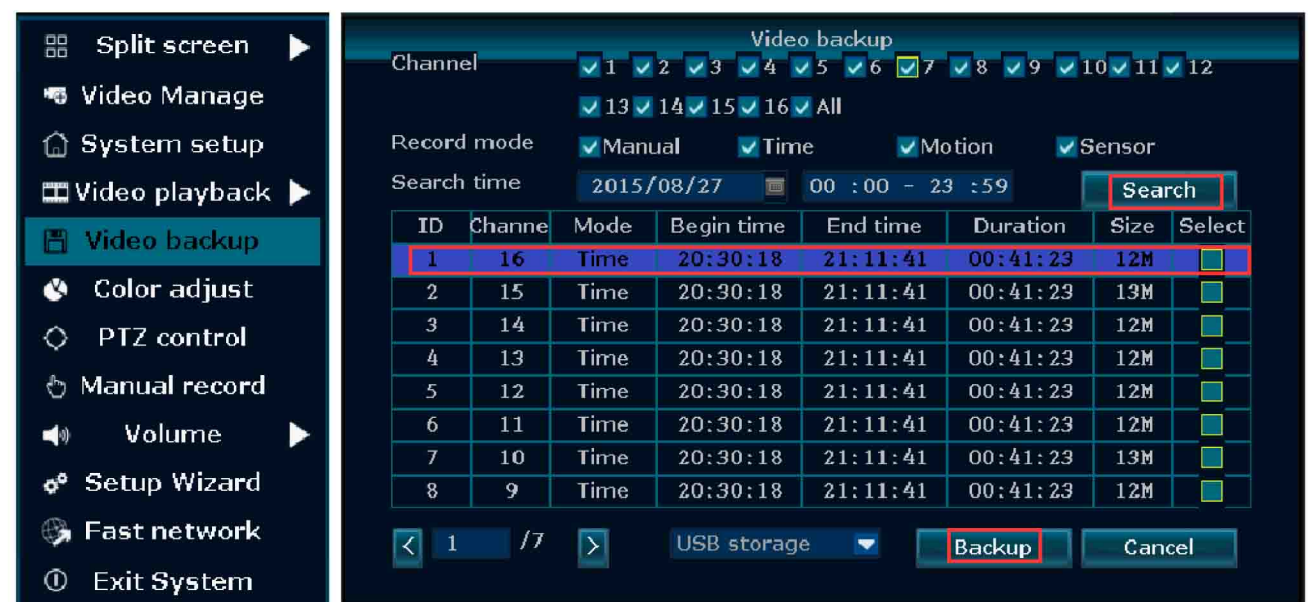 Split screen
Video Manage
System setup
Video playback
Video backup
Color adjust
PTZ control
Manual record
Volume
Setup Wizard
Fast network
Exit System
Video backup
Channel 1 2 3 4 5 6 7 8 9 10 11 12
13 14 15 16 All
Record mode Manual Time Motion Sensor
Search time 2015/08/27 00 :00 - 23 :59 Search
ID Channe Mode Begin time End time Duration Size Select
1 16 Time 20:30:18 21:11:41 00:41:23 12M
2 15 Time 20:30:18 21:11:41 00:41:23 13M
3 14 Time 20:30:18 21:11:41 00:41:23 12M
4 13 Time 20:30:18 21:11:41 00:41:23 12M
5 12 Time 20:30:18 21:11:41 00:41:23 12M
6 11 Time 20:30:18 21:11:41 00:41:23 12M
7 10 Time 20:30:18 21:11:41 00:41:23 13M
8 9 Time 20:30:18 21:11:41 00:41:23 12M
< 1 /7 > USB storage Backup Cancel